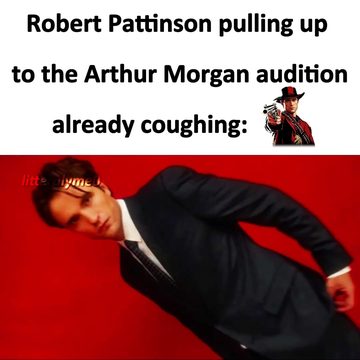 Robert Pattinson pulling up
to the Arthur Morgan audition
already coughing: